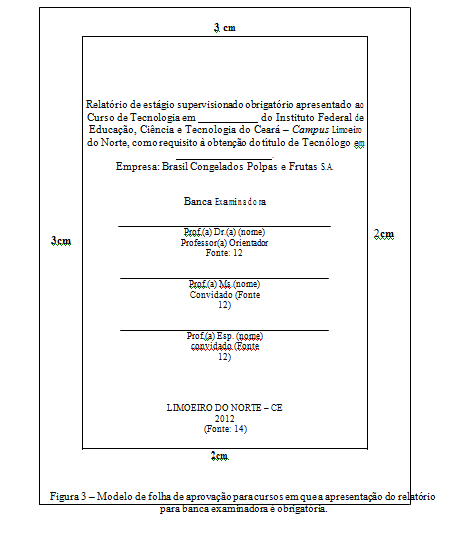 3 cm
Relatório de estágio supervisionado obrigatório apresentado ao
Curso de Tecnologia em ____________ do Instituto Federal de
Educação, Ciência e Tecnologia do Ceará – Campus Limoeiro
do Norte, como requisito à obtenção do título de Tecnólogo em
___________________.
Empresa: Brasil Congelados Polpas e Frutas S.A.
Banca Examinadora
Prof.(a) Dr.(a) (nome)
Professor(a) Orientador
Fonte: 12
3cm
2cm
Prof.(a) Ms (nome)
Convidado (Fonte
12)
Prof.(a) Esp. (nome)
convidado (Fonte
12)
LIMOEIRO DO NORTE – CE
2012
(Fonte: 14)
2cm
Figura 3 – Modelo de folha de aprovação para cursos em que a apresentação do relatório
para banca examinadora é obrigatória.